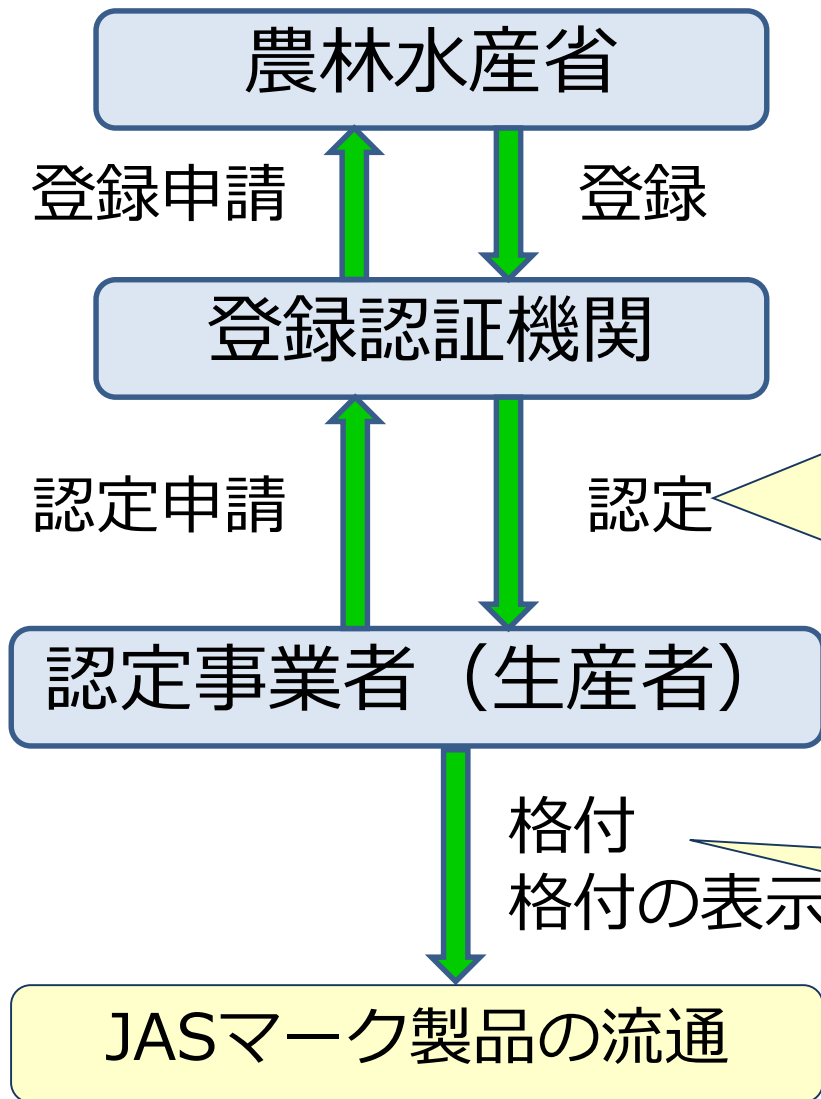 農林水産省
登録申請
登録
登録認証機関
認定申請
認定
認定事業者（生産者）
格付
格付の表示
JASマーク製品の流通